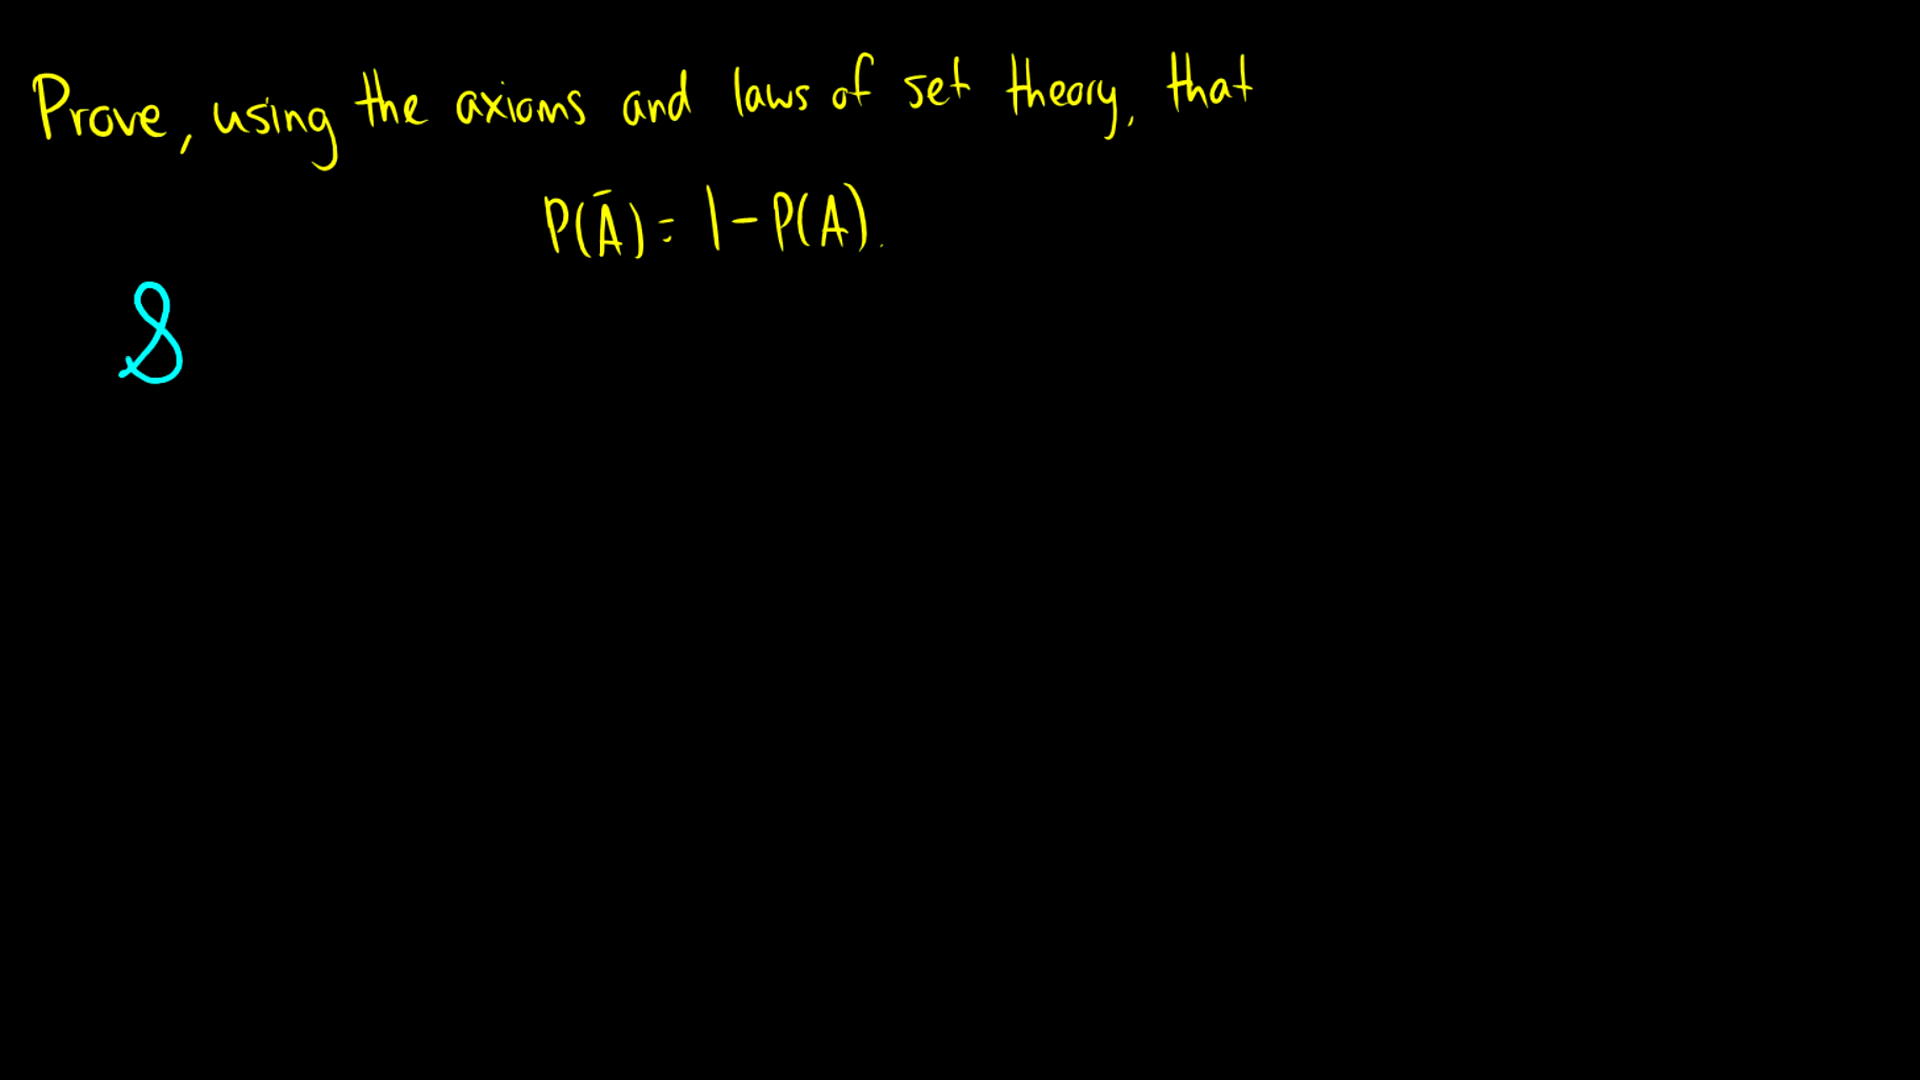 Prove, using the axioms and laws of set theory, that
P(Ā) = 1 - P(A).
S